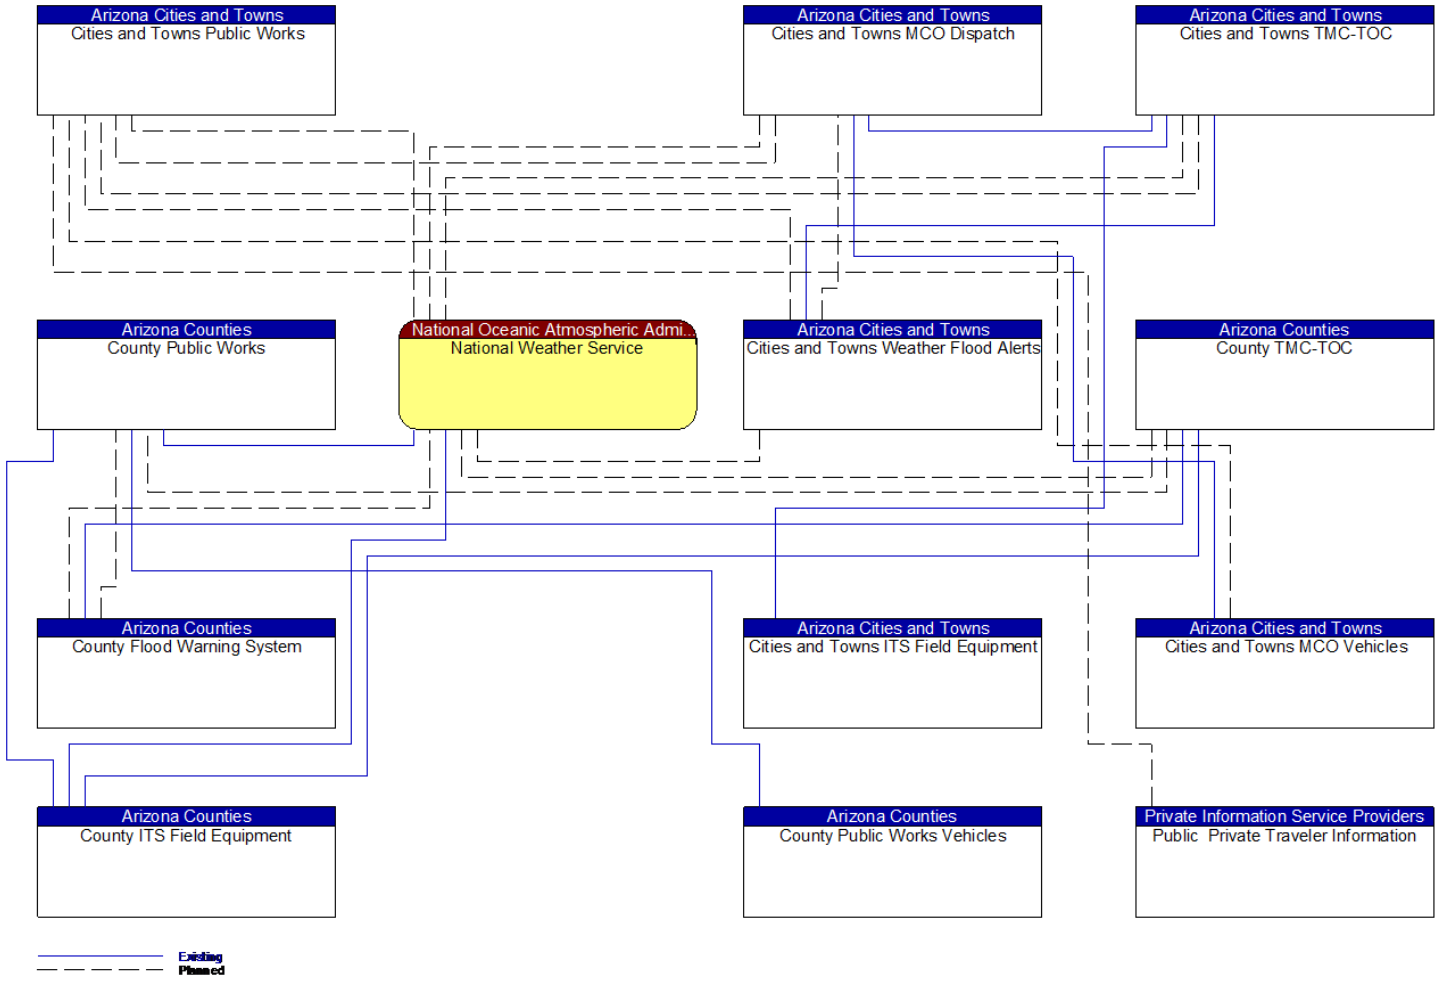 Arizona Cities and Towns
Cities and Towns Public Works
Arizona Cities and Towns
Cities and Towns MCO Dispatch
Arizona Cities and Towns
Cities and Towns TMC-TOC
Arizona Counties
County Public Works
National Oceanic Atmospheric Admi...
National Weather Service
Arizona Cities and Towns
Cities and Towns Weather Flood Alerts
Arizona Counties
County TMC-TOC
Arizona Counties
County Flood Warning System
Arizona Cities and Towns
Cities and Towns ITS Field Equipment
Arizona Cities and Towns
Cities and Towns MCO Vehicles
Arizona Counties
County ITS Field Equipment
Arizona Counties
County Public Works Vehicles
Private Information Service Providers
Public  Private Traveler Information
Existing
Planned